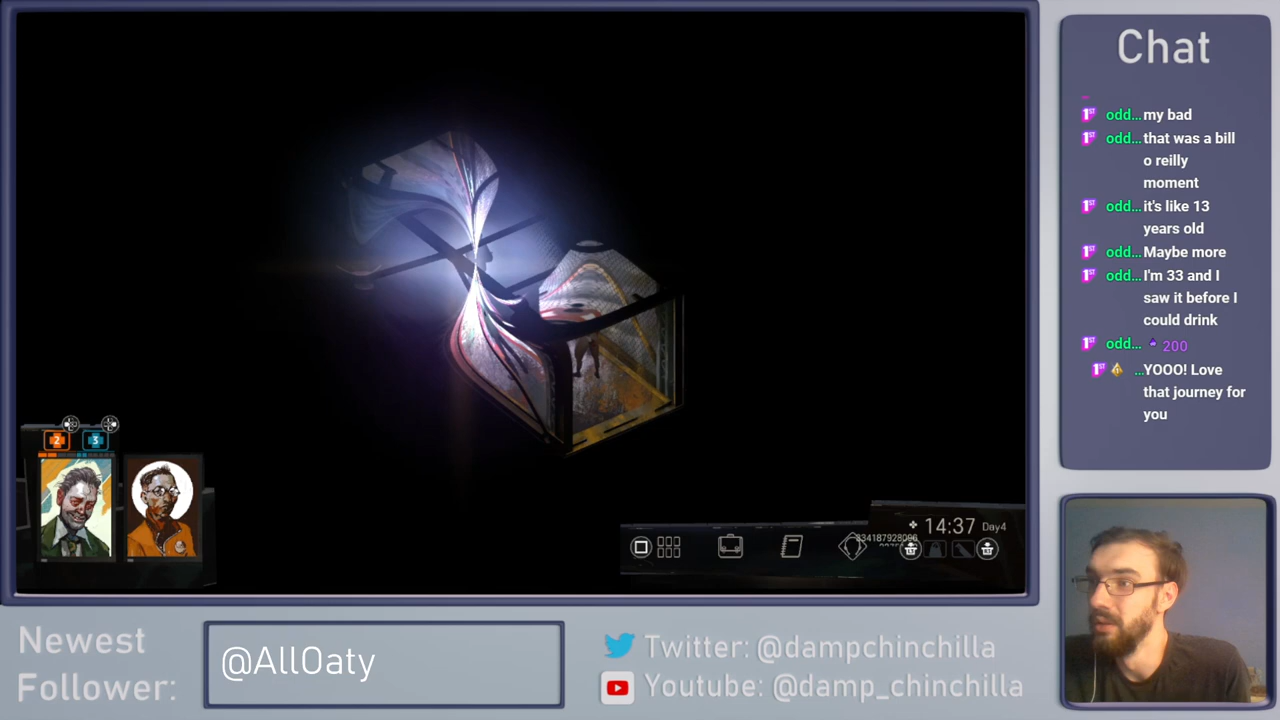 Chat
odd... my bad
odd... that was a bill
o reilly
moment
odd... it's like 13
years old
odd... Maybe more
odd... I'm 33 and I
saw it before I
could drink
odd... 200
... YOOO! Love
that journey for
you
2 3
14:37 Day4
Newest
Follower:
@AllOaty
Twitter: @dampchinchilla
Youtube: @damp_chinchilla